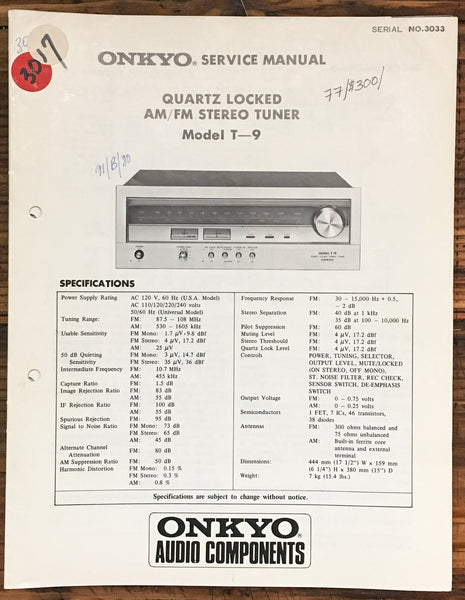 SERIAL NO.3033
3017
ONKYO® SERVICE MANUAL
77/$300/
QUARTZ LOCKED
AM/FM STEREO TUNER
Model T—9
91/B/80
SPECIFICATIONS
Power Supply Rating AC 120 V, 60 Hz (U.S.A. Model)
AC 110/120/220/240 volts
50/60 Hz (Universal Model)
Tuning Range: FM: 87.5 - 108 MHz
AM: 530 - 1605 kHz
Usable Sensitivity FM Mono: 1.7 μV -9.8 dBf
FM Stereo: 4 μV, 17.2 dBf
AM: 25 μV
50 dB Quieting FM Mono: 3 μV, 14.7 dBf
Sensitivity FM Stereo: 35 μV, 36 dBf
Intermediate Frequency FM: 10.7 MHz
AM: 455 kHz
Capture Ratio FM: 1.5 dB
Image Rejection Ratio FM: 83 dB
AM: 55 dB
IF Rejection Ratio FM: 100 dB
AM: 55 dB
Spurious Rejection FM: 95 dB
Signal to Noise Ratio FM Mono: 73 dB
FM Stereo: 65 dB
AM: 45 dB
Alternate Channel
Attenuation FM: 80 dB
AM Suppression Ratio FM: 50 dB
Harmonic Distortion FM Mono: 0.15 %
FM Stereo: 0.3 %
AM: 0.8 %
Frequency Response FM: 30 - 15,000 Hz + 0.5,
- 2 dB
Stereo Separation FM: 40 dB at 1 kHz
35 dB at 100 - 10,000 Hz
Pilot Suppression FM: 60 dB
Muting Level FM: 4 μV, 17.2 dBf
Stereo Threshould FM: 4 μV, 17.2 dBf
Quartz Lock Level FM: 4 μV, 17.2 dBf
Controls POWER, TUNING, SELECTOR,
OUTPUT LEVEL, MUTE/LOCKED
(ON STEREO, OFF MONO),
ST. NOISE FILTER, REC CHECK,
SENSOR SWITCH, DE-EMPHASIS
SWITCH
Output Voltage FM: 0 — 0.75 volts
AM: 0 — 0.25 volts
Semiconductors 1 FET, 7 ICs, 46 transistors,
38 diodes
Antennas FM: 300 ohms balanced and
75 ohms unbalanced
AM: Built-in ferrite core
antenna and external
terminal
Dimensions: 444 mm (17 1/2") W x 159 mm
(6 1/4") H x 380 mm (15") D
Weight: 7 kg (15.4 lbs.)
Specifications are subject to change without notice.
ONKYO
AUDIO COMPONENTS